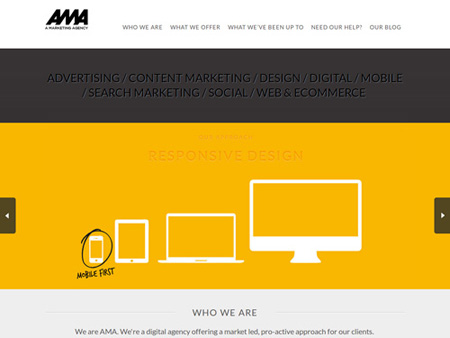 AMA
A MARKETING AGENCY
WHO WE ARE WHAT WE OFFER WHAT WE'VE BEEN UP TO NEED OUR HELP? OUR BLOG
ADVERTISING / CONTENT MARKETING / DESIGN / DIGITAL / MOBILE
/ SEARCH MARKETING / SOCIAL / WEB & ECOMMERCE
RESPONSIVE DESIGN
MOBILE FIRST
WHO WE ARE
We are AMA. We're a digital agency offering a market led, pro-active approach for our clients.